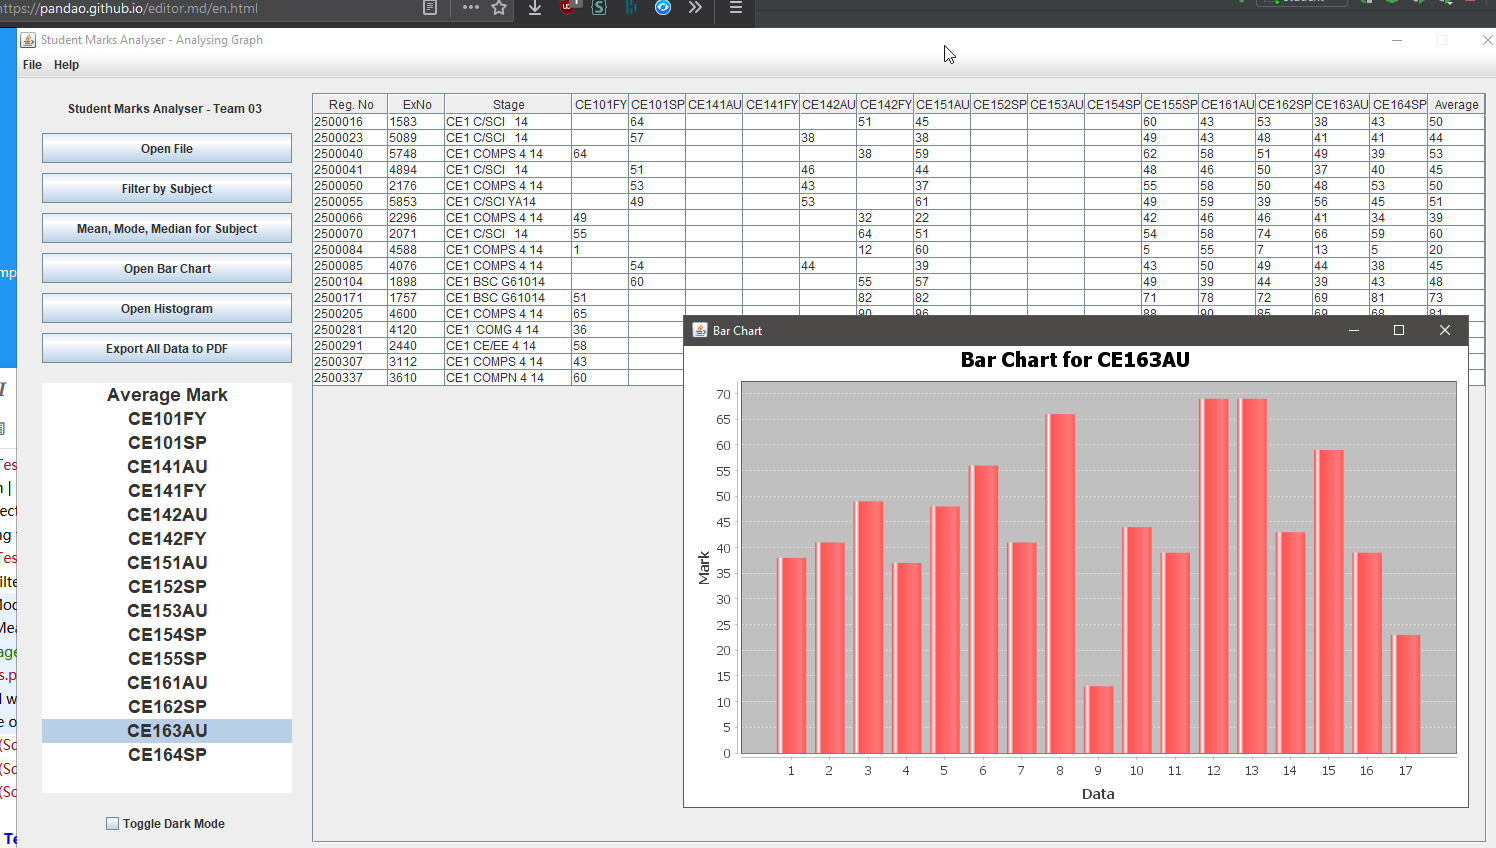 https://pandao.github.io/editor.md/en.html
Student Marks Analyser - Analysing Graph
File Help
Student Marks Analyser - Team 03
Open File
Filter by Subject
Mean, Mode, Median for Subject
Open Bar Chart
Open Histogram
Export All Data to PDF
Average Mark
CE101FY
CE101SP
CE141AU
CE141FY
CE142AU
CE142FY
CE151AU
CE152SP
CE153AU
CE154SP
CE155SP
CE161AU
CE162SP
CE163AU
CE164SP
Toggle Dark Mode
Reg. No ExNo Stage CE101FY CE101SP CE141AU CE141FY CE142AU CE142FY CE151AU CE152SP CE153AU CE154SP CE155SP CE161AU CE162SP CE163AU CE164SP Average
2500016 1583 CE1 C/SCI 14 64 51 45 60 43 53 38 43 50
2500023 5089 CE1 C/SCI 14 57 38 38 49 43 48 41 41 44
2500040 5748 CE1 COMPS 4 14 64 38 59 62 58 51 49 39 53
2500041 4894 CE1 C/SCI 14 51 46 44 48 46 50 37 40 45
2500050 2176 CE1 COMPS 4 14 53 43 37 55 58 50 48 53 50
2500055 5853 CE1 C/SCI YA14 49 53 61 49 59 39 56 45 51
2500066 2296 CE1 COMPS 4 14 49 32 22 42 46 46 41 34 39
2500070 2071 CE1 C/SCI 14 55 64 51 54 58 74 66 59 60
2500084 4588 CE1 COMPS 4 14 1 12 60 5 55 7 13 5 20
2500085 4076 CE1 COMPS 4 14 54 44 39 43 50 49 44 38 45
2500104 1898 CE1 BSC G61014 60 55 57 49 39 44 39 43 48
2500171 1757 CE1 BSC G61014 51 82 82 71 78 72 69 81 73
2500205 4600 CE1 COMPS 4 14 65 90 96 88 90 85 69 68 81
2500281 4120 CE1 COMG 4 14 36
2500291 2440 CE1 CE/EE 4 14 58
2500307 3112 CE1 COMPS 4 14 43
2500337 3610 CE1 COMPN 4 14 60
Bar Chart
Bar Chart for CE163AU
70
65
60
55
50
45
40
35
30
25
20
15
10
5
0
Mark
1 2 3 4 5 6 7 8 9 10 11 12 13 14 15 16 17
Data